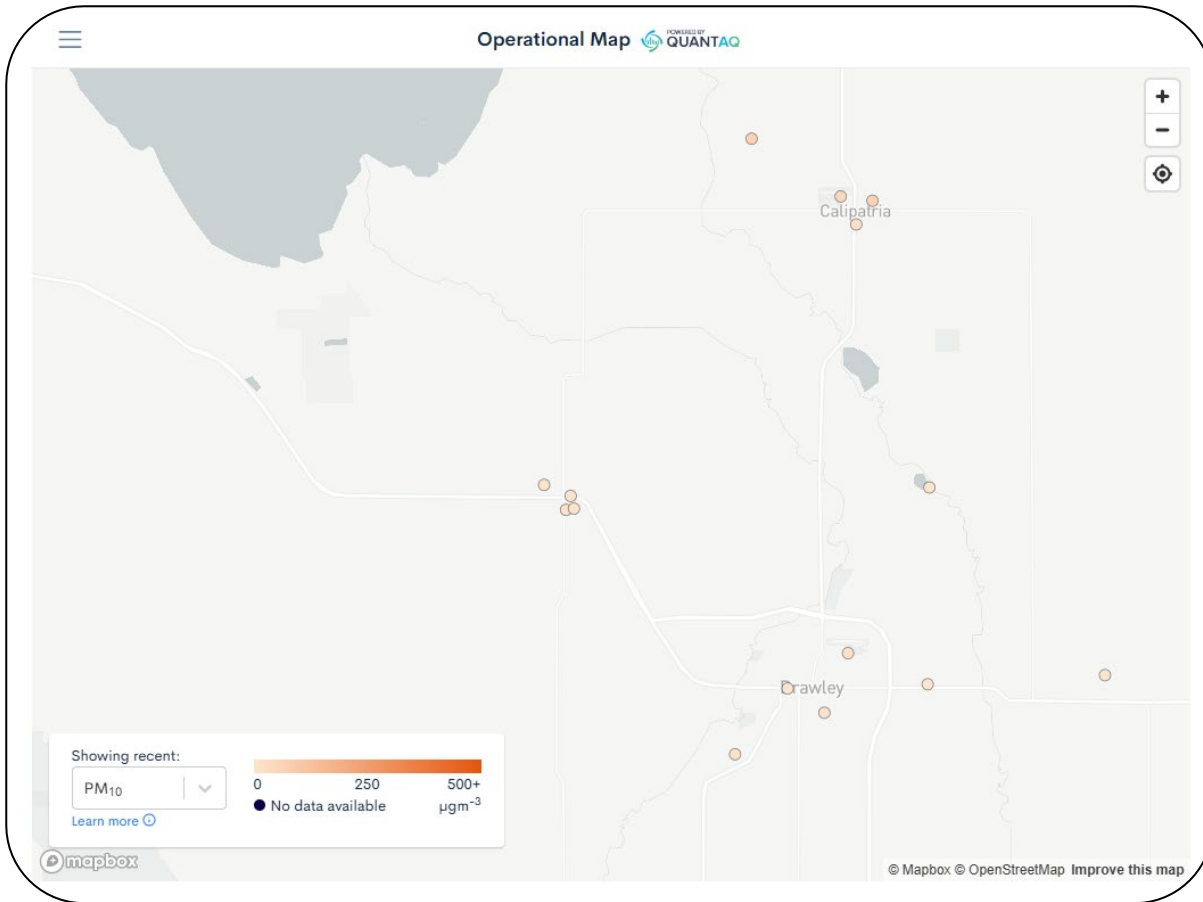 Operational Map POWERED BY QUANTAQ
Calipatria
Brawley
Showing recent:
PM₁₀
Learn more
0 250 500+
No data available μgm⁻³
mapbox
© Mapbox © OpenStreetMap Improve this map